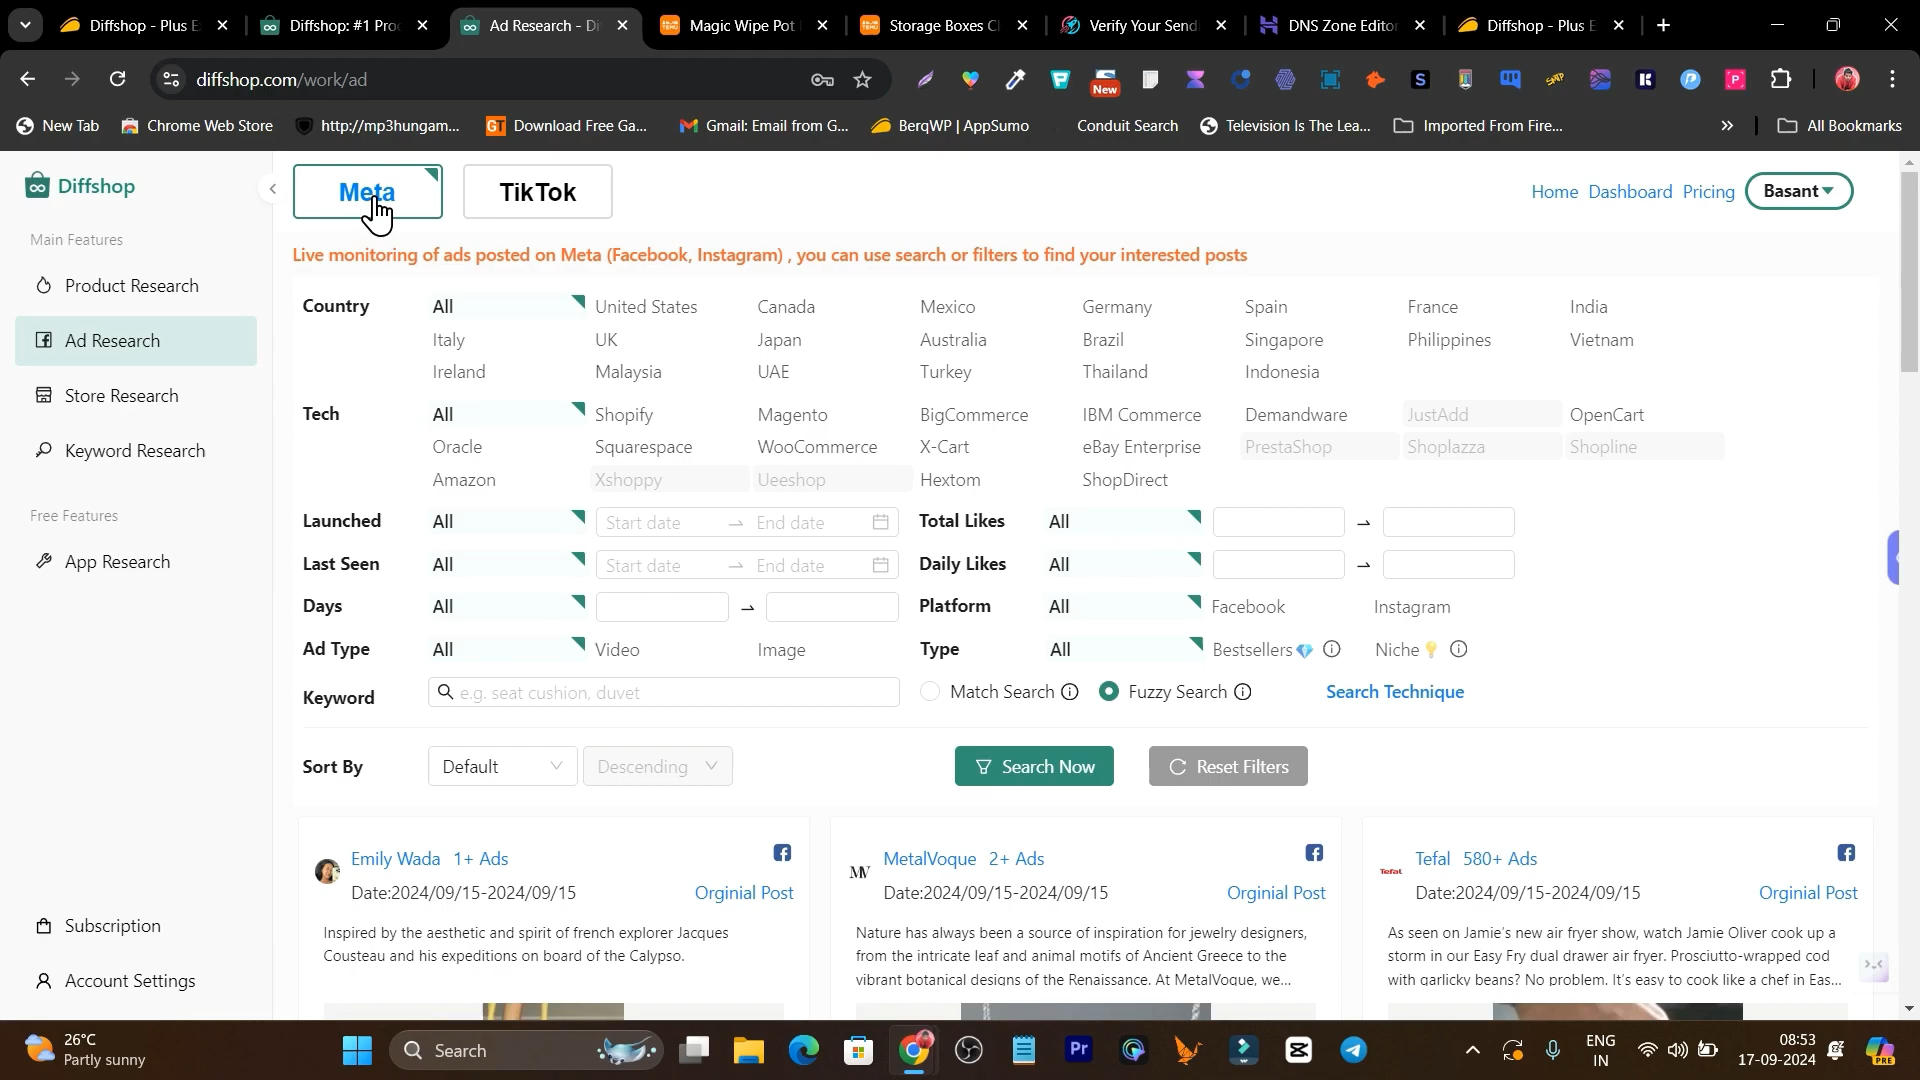 Diffshop - Plus E
Diffshop: #1 Pro
Ad Research - Di
Magic Wipe Pot
Storage Boxes C
Verify Your Send
DNS Zone Editor
Diffshop - Plus E
diffshop.com/work/ad
New
New Tab
Chrome Web Store
http://mp3hungam...
Download Free Ga...
Gmail: Email from G...
BerqWP | AppSumo
Conduit Search
Television Is The Lea...
Imported From Fire...
All Bookmarks
Diffshop
Meta
TikTok
Home Dashboard Pricing Basant
Main Features
Product Research
Ad Research
Store Research
Keyword Research
Free Features
App Research
Subscription
Account Settings
Live monitoring of ads posted on Meta (Facebook, Instagram) , you can use search or filters to find your interested posts
Country All United States Canada Mexico Germany Spain France India
Italy UK Japan Australia Brazil Singapore Philippines Vietnam
Ireland Malaysia UAE Turkey Thailand Indonesia
Tech All Shopify Magento BigCommerce IBM Commerce Demandware JustAdd OpenCart
Oracle Squarespace WooCommerce X-Cart eBay Enterprise PrestaShop Shoplazza Shopline
Amazon Xshoppy Ueeshop Hextom ShopDirect
Launched All Start date → End date Total Likes All →
Last Seen All Start date → End date Daily Likes All →
Days All → Platform All Facebook Instagram
Ad Type All Video Image Type All Bestsellers Niche
Keyword e.g. seat cushion, duvet Match Search Fuzzy Search Search Technique
Sort By Default Descending Search Now Reset Filters
Emily Wada 1+ Ads
Date:2024/09/15-2024/09/15 Orginial Post
Inspired by the aesthetic and spirit of french explorer Jacques
Cousteau and his expeditions on board of the Calypso.
MV
MetalVoque 2+ Ads
Date:2024/09/15-2024/09/15 Orginial Post
Nature has always been a source of inspiration for jewelry designers,
from the intricate leaf and animal motifs of Ancient Greece to the
vibrant botanical designs of the Renaissance. At MetalVoque, we...
Tefal
Tefal 580+ Ads
Date:2024/09/15-2024/09/15 Orginial Post
As seen on Jamie's new air fryer show, watch Jamie Oliver cook up a
storm in our Easy Fry dual drawer air fryer. Prosciutto-wrapped cod
with garlicky beans? No problem. It's easy to cook like a chef in Eas...
26°C
Partly sunny
Search
Pr
ENG
IN
08:53
17-09-2024
PRE